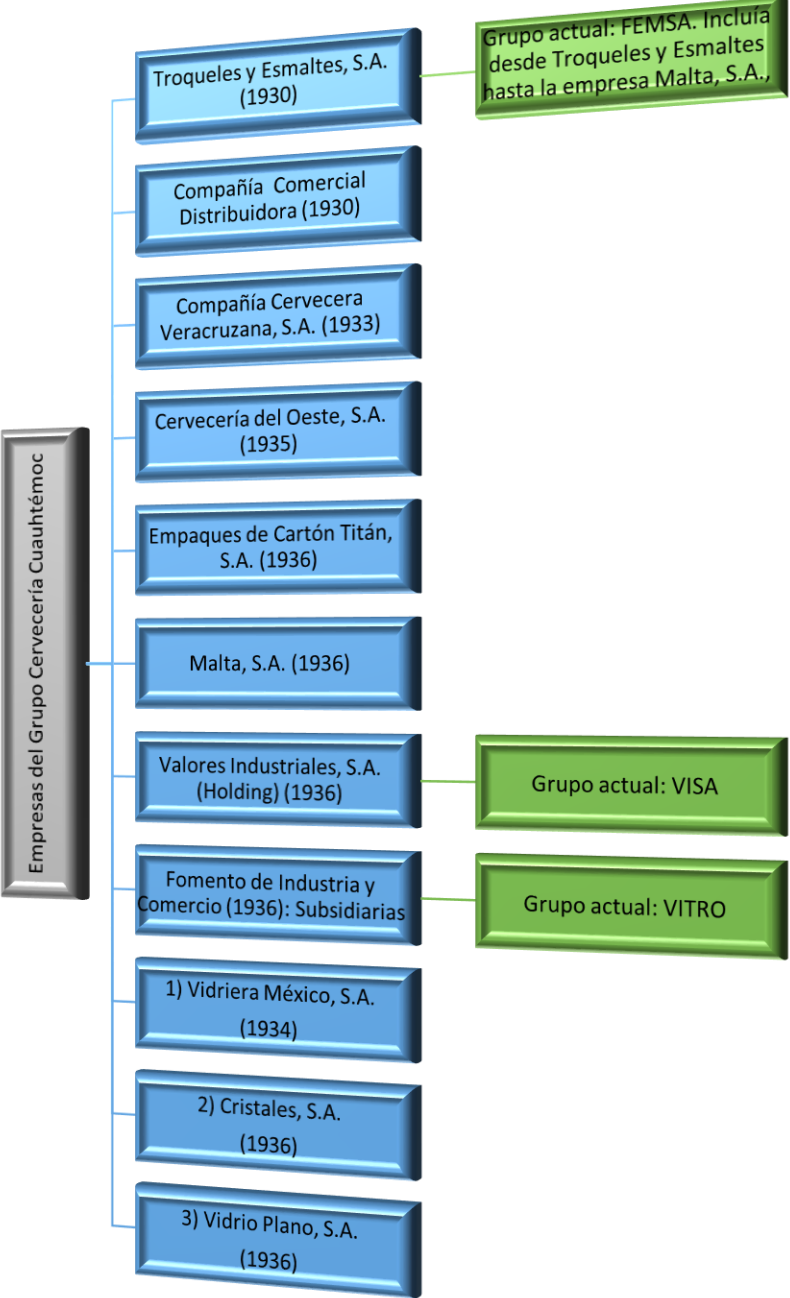 Empresas del Grupo Cervecería Cuauhtémoc
Troqueles y Esmaltes, S.A.
(1930)
Grupo actual: FEMSA. Incluía
desde Troqueles y Esmaltes
hasta la empresa Malta, S.A.,
Compañía Comercial
Distribuidora (1930)
Compañía Cervecera
Veracruzana, S.A. (1933)
Cervecería del Oeste, S.A.
(1935)
Empaques de Cartón Titán,
S.A. (1936)
Malta, S.A. (1936)
Valores Industriales, S.A.
(Holding) (1936)
Grupo actual: VISA
Fomento de Industria y
Comercio (1936): Subsidiarias
Grupo actual: VITRO
1) Vidriera México, S.A.
(1934)
2) Cristales, S.A.
(1936)
3) Vidrio Plano, S.A.
(1936)